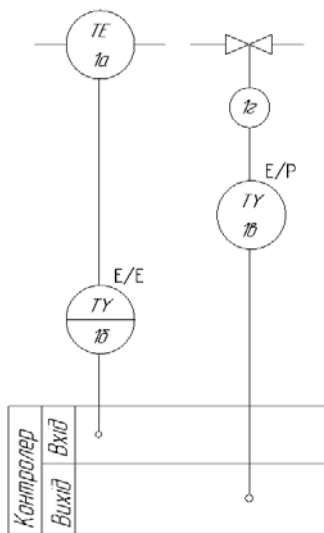 TE
1а
1г
E/P
TY
1в
E/E
TY
1б
Контролер
Вхід
Вихід